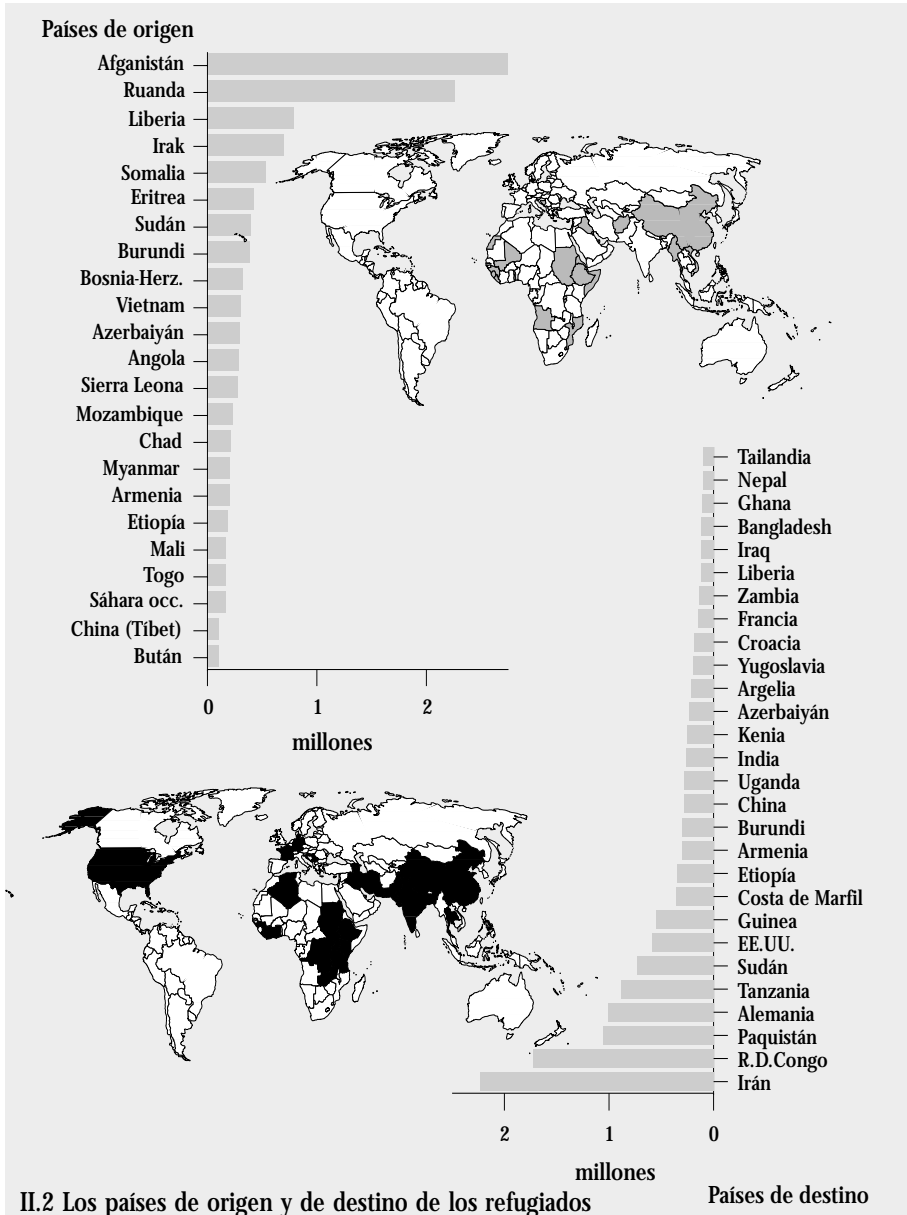 Países de origen
Afganistán
Ruanda
Liberia
Irak
Somalia
Eritrea
Sudán
Burundi
Bosnia-Herz.
Vietnam
Azerbaiyán
Angola
Sierra Leona
Mozambique
Chad
Myanmar
Armenia
Etiopía
Mali
Togo
Sáhara occ.
China (Tíbet)
Bután
0 1 2
millones
Tailandia
Nepal
Ghana
Bangladesh
Iraq
Liberia
Zambia
Francia
Croacia
Yugoslavia
Argelia
Azerbaiyán
Kenia
India
Uganda
China
Burundi
Armenia
Etiopía
Costa de Marfil
Guinea
EE.UU.
Sudán
Tanzania
Alemania
Paquistán
R.D.Congo
Irán
2 1 0
millones
Países de destino
II.2 Los países de origen y de destino de los refugiados